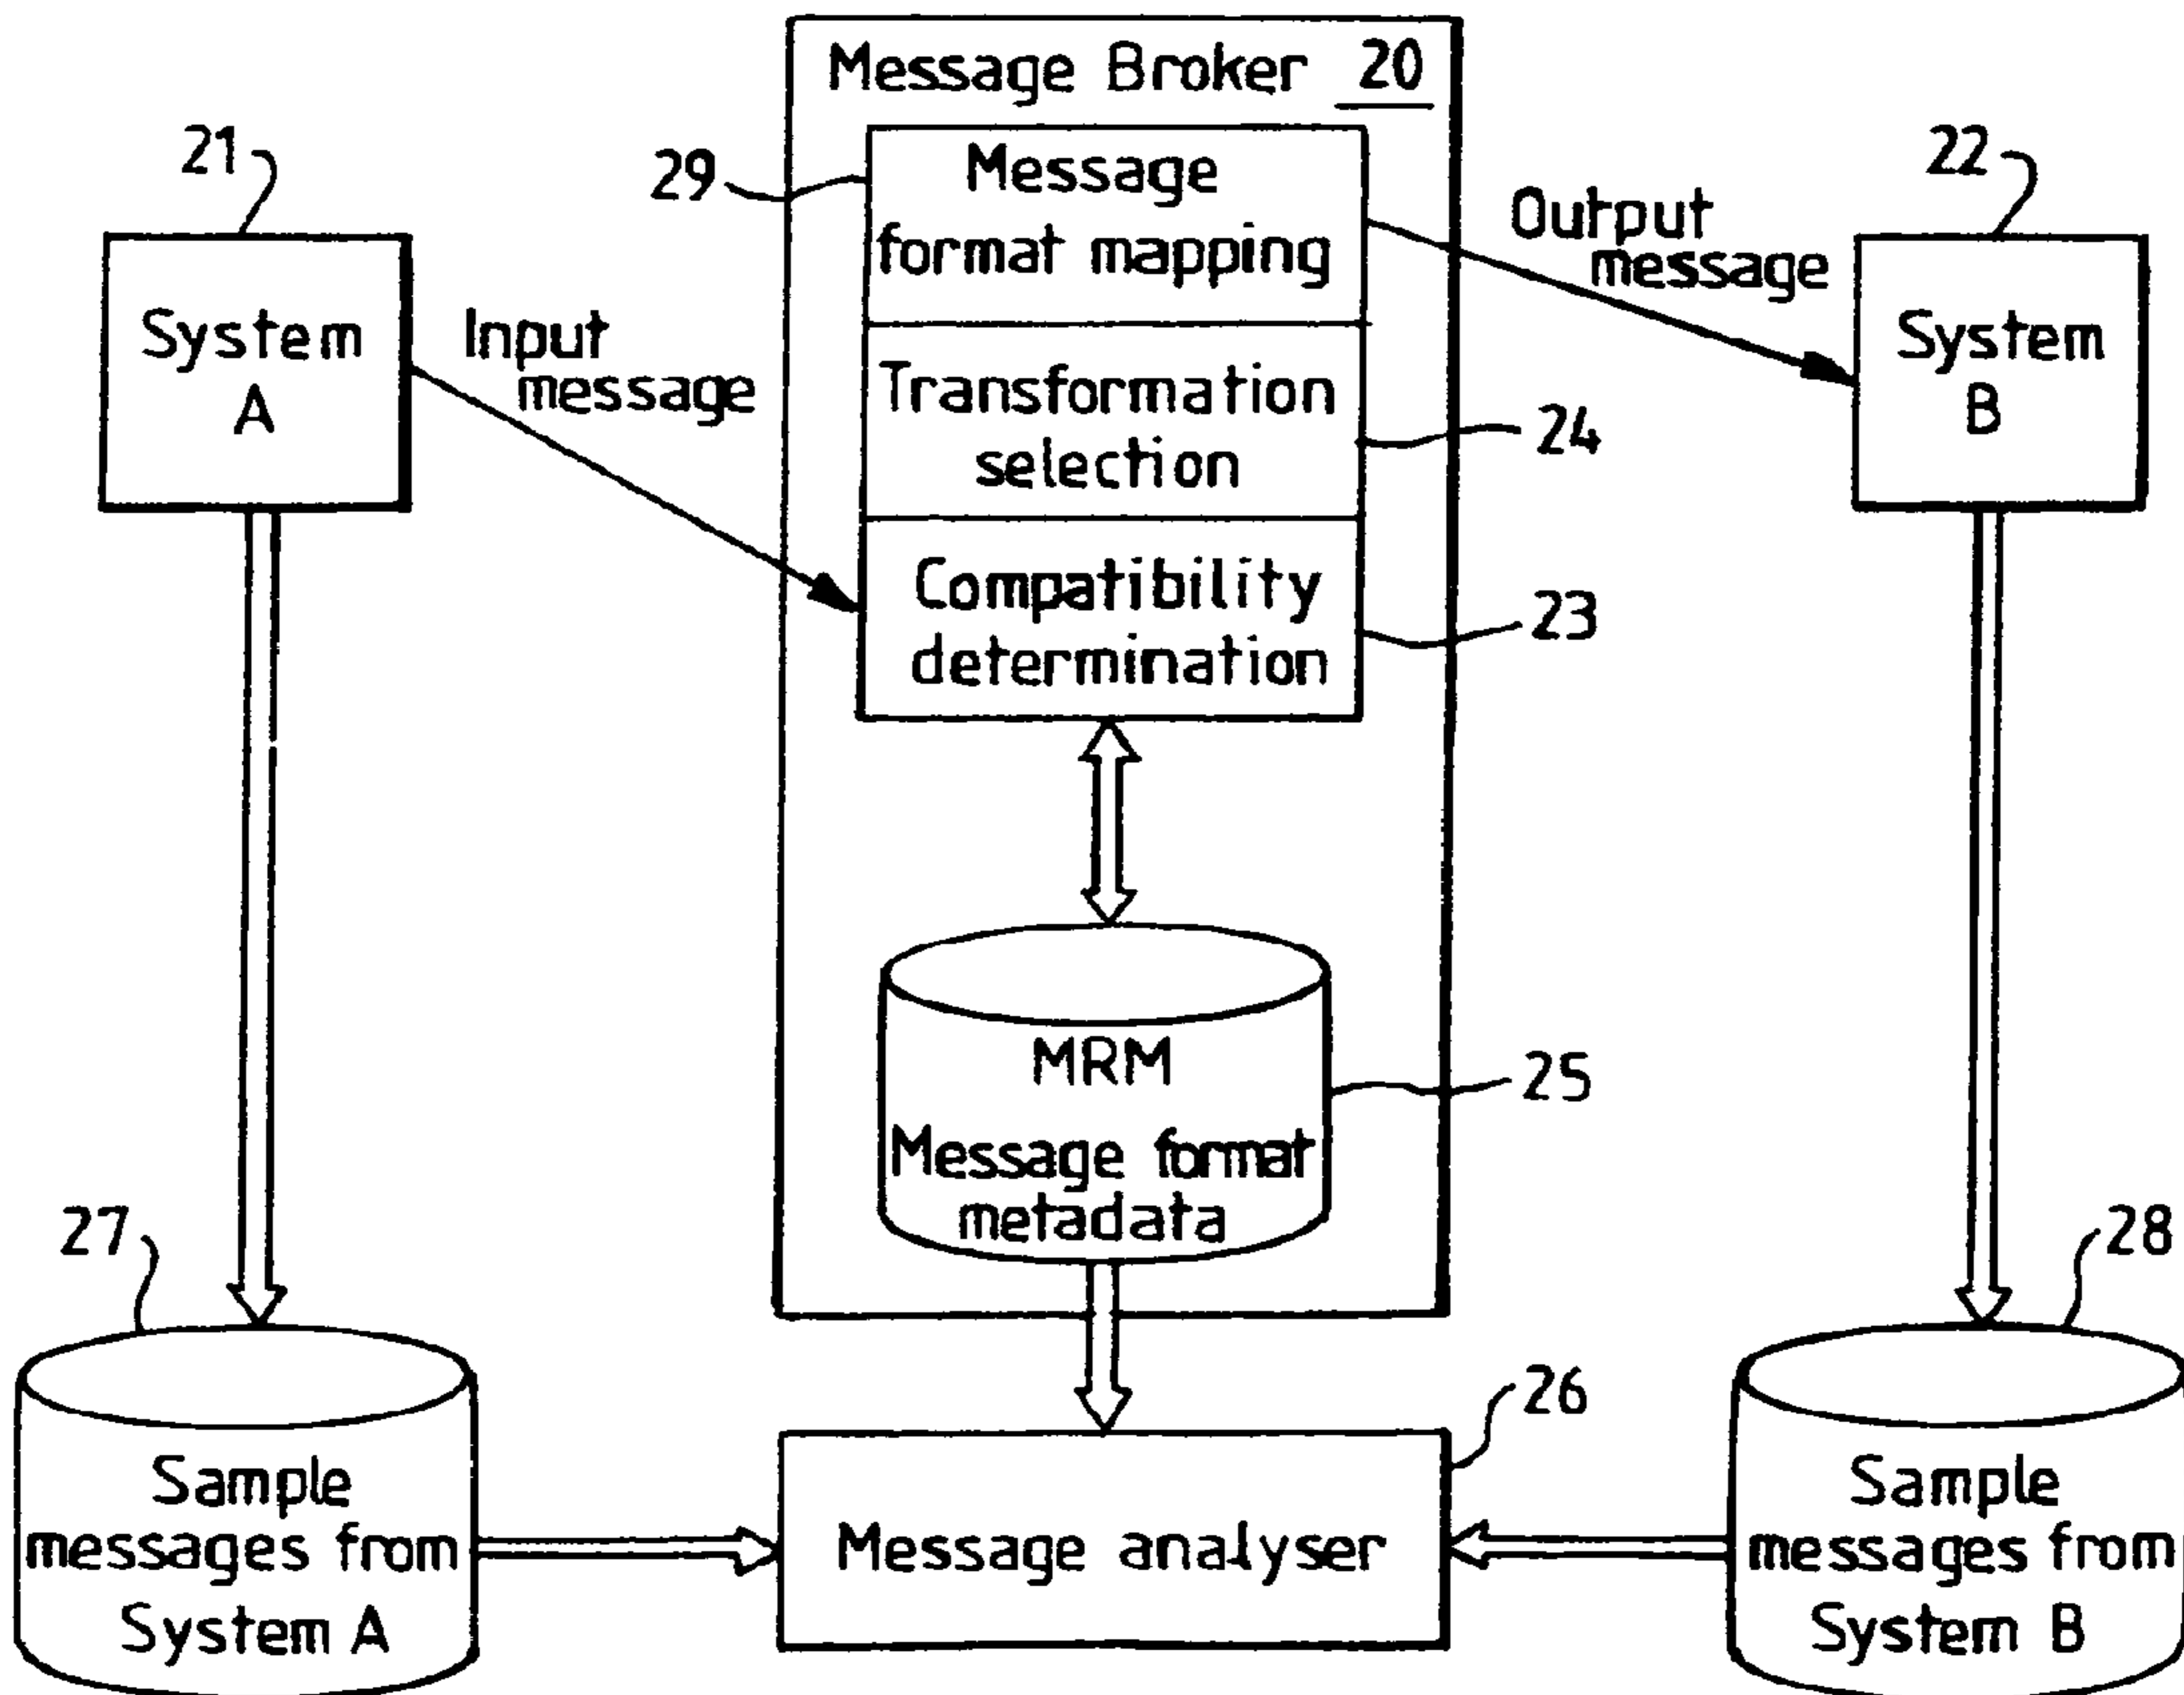 Message Broker 20
21
29
Message
format mapping
22
Output
message
System
A
Input
message
Transformation
selection
24
System
B
Compatibility
determination
23
MRM
Message format
metadata
25
27
28
26
Sample
messages from
System A
Message analyser
Sample
messages from
System B